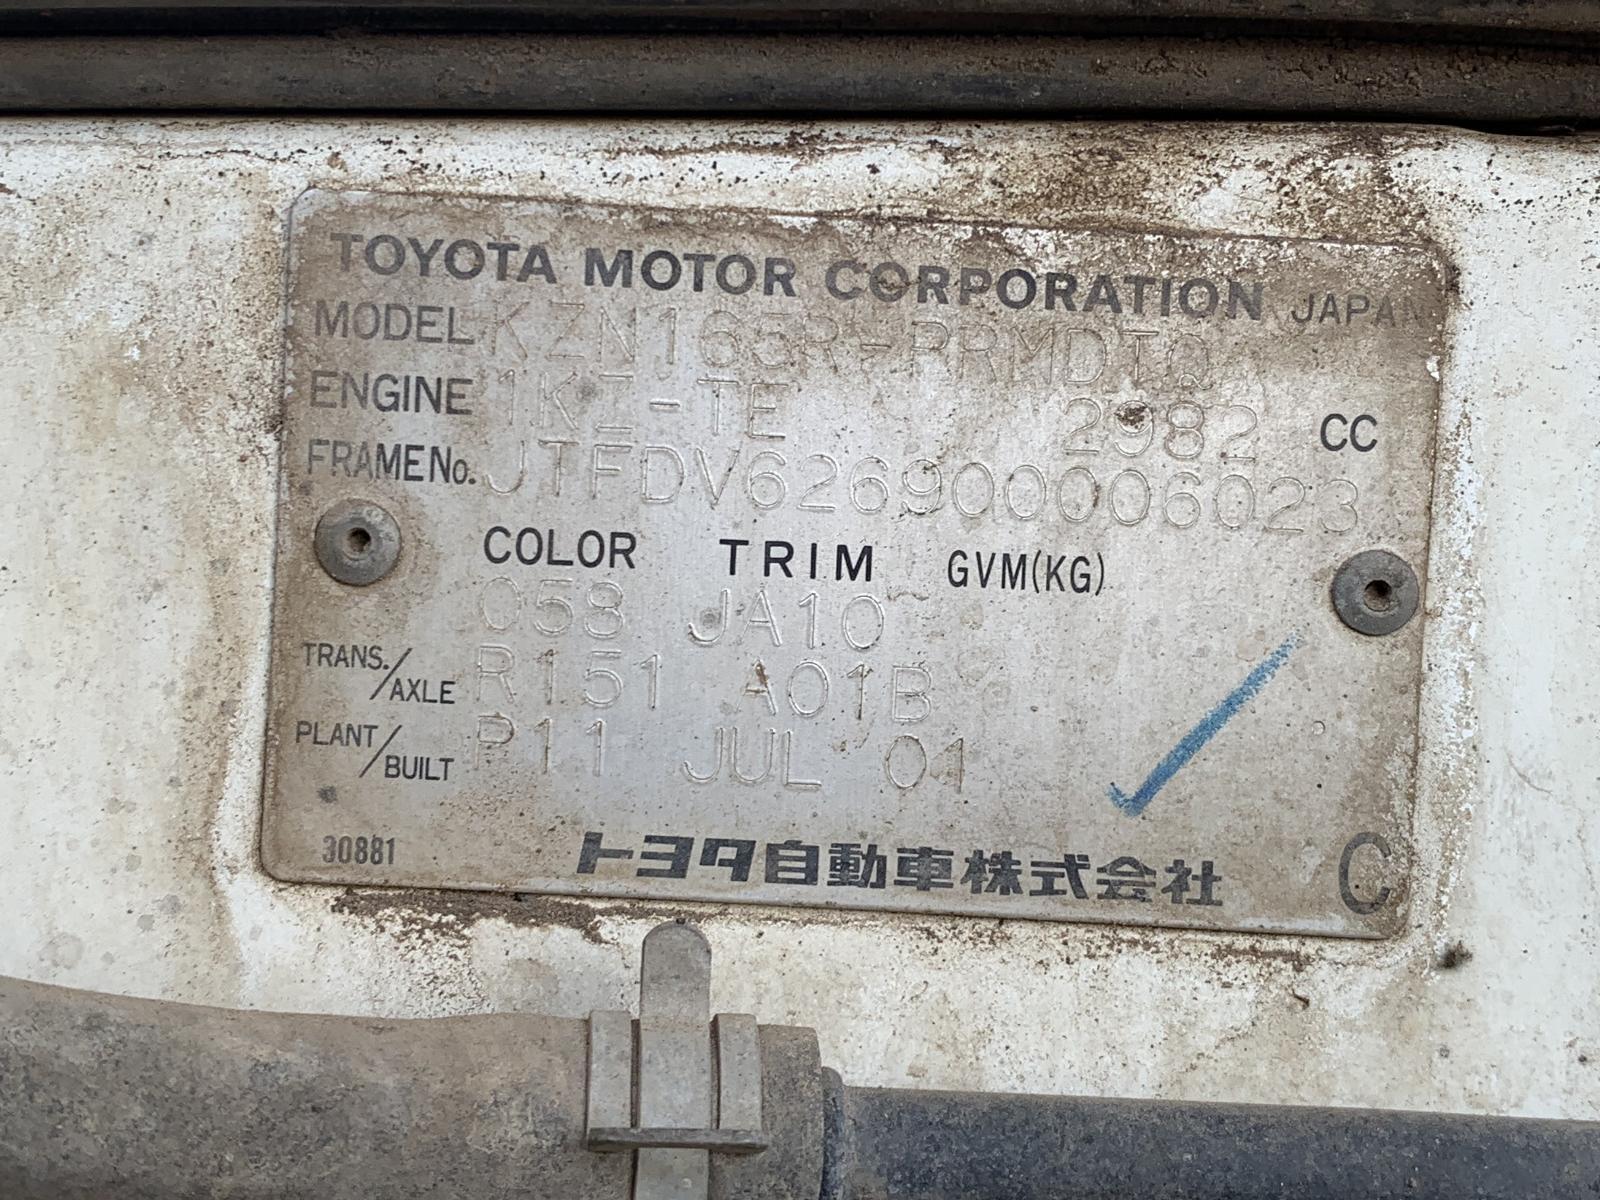 TOYOTA MOTOR CORPORATION JAPAN
MODEL KZN165R-PRMDTQ
ENGINE 1KZ-TE 2982 CC
FRAME No. JTFDV626900006023
COLOR TRIM GVM(KG)
058 JA10
TRANS./AXLE R151 A01B
PLANT/BUILT P11 JUL 01
30881 トヨタ自動車株式会社 C